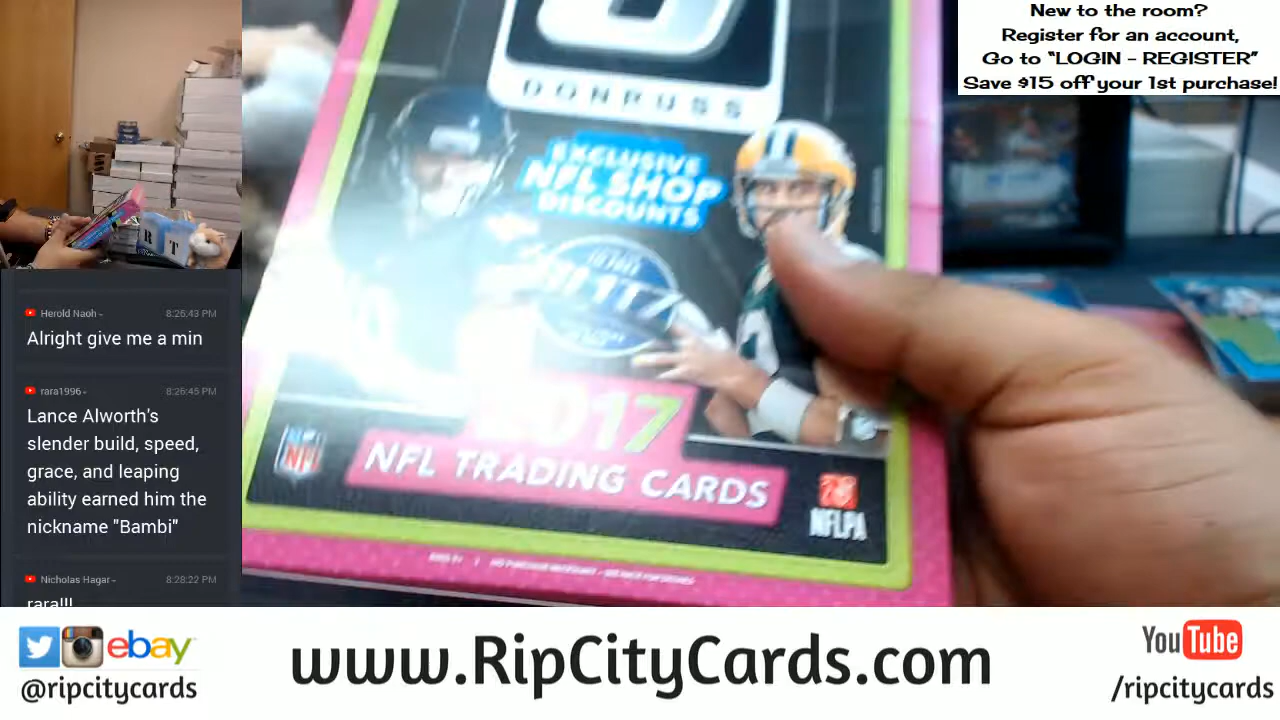 New to the room?
Register for an account,
Go to “LOGIN - REGISTER”
Save $15 off your 1st purchase!
DONRUSS
EXCLUSIVE
NFL SHOP
DISCOUNTS
2017
NFL TRADING CARDS
NFL
NFLPA
B
T
Herold Naoh 8:26:43 PM
Alright give me a min
rara1996 8:26:45 PM
Lance Alworth's
slender build, speed,
grace, and leaping
ability earned him the
nickname "Bambi"
Nicholas Hagar 8:28:22 PM
rara!!!
ebay
@ripcitycards
www.RipCityCards.com
YouTube
/ripcitycards